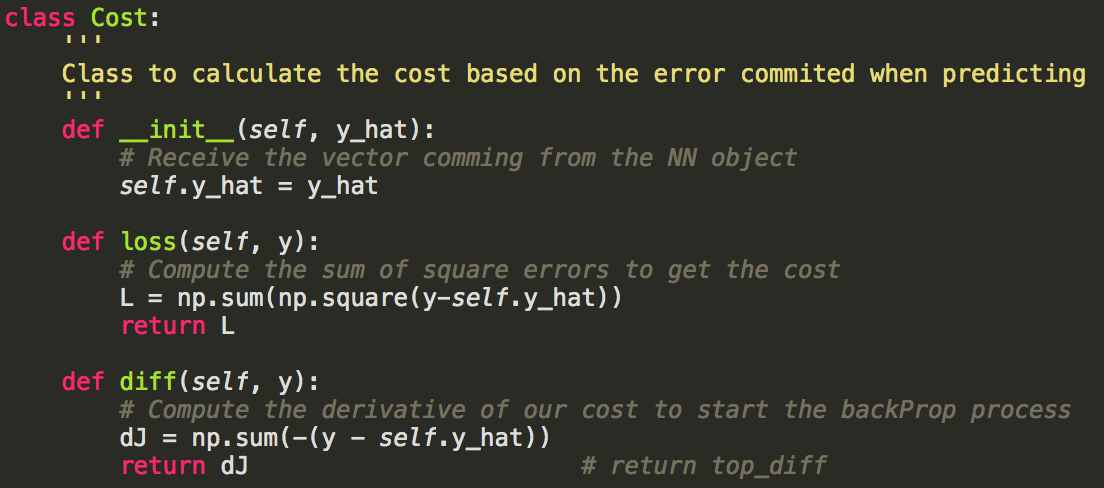 class Cost:
    '''
    Class to calculate the cost based on the error commited when predicting
    '''
    def __init__(self, y_hat):
        # Receive the vector comming from the NN object
        self.y_hat = y_hat
    def loss(self, y):
        # Compute the sum of square errors to get the cost
        L = np.sum(np.square(y-self.y_hat))
        return L
    def diff(self, y):
        # Compute the derivative of our cost to start the backProp process
        dJ = np.sum(-(y - self.y_hat))
        return dJ                       # return top_diff